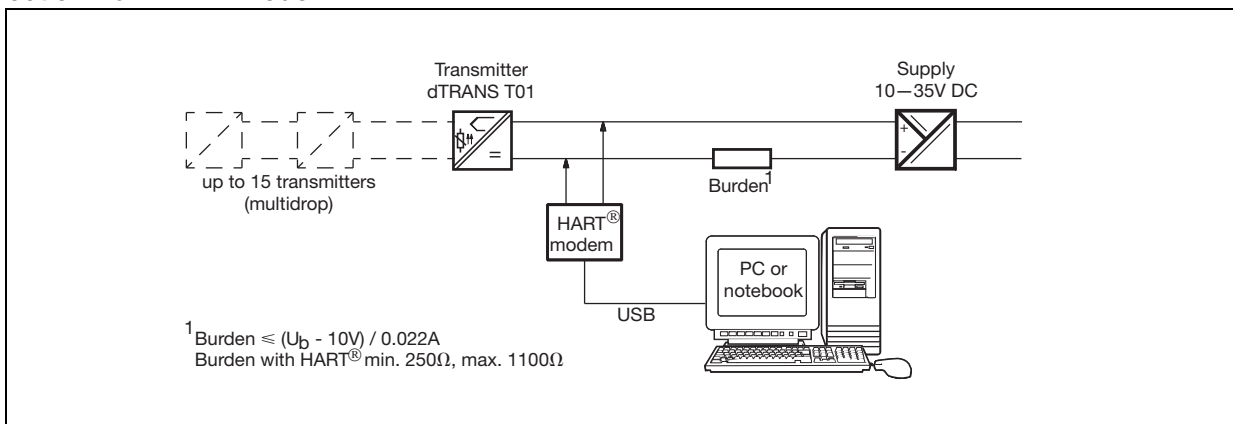 Transmitter
dTRANS T01
Supply
10—35V DC
+
-
=
up to 15 transmitters
(multidrop)
Burden¹
HART®
modem
PC or
notebook
USB
¹Burden ≤ (Ub - 10V) / 0.022A
Burden with HART® min. 250Ω, max. 1100Ω